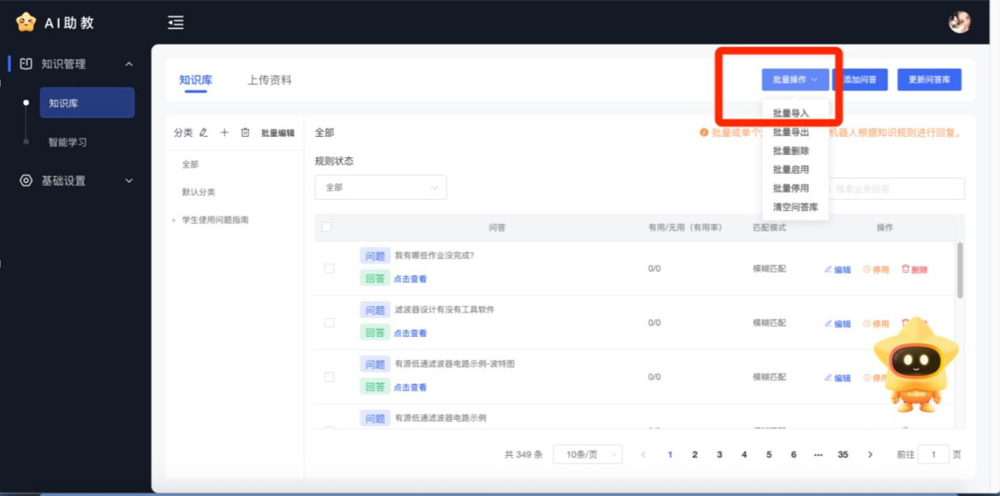 AI助教
知识管理
知识库
智能学习
基础设置
知识库 上传资料
批量操作 添加问答 更新问答库
批量导入
批量导出
批量删除
批量启用
批量停用
清空问答库
分类 批量编辑
全部
默认分类
学生使用问题指南
全部
批量或单个 机器人根据知识规则进行回复。
规则状态
全部
搜索业务回答
问答 有用/无用（有用率） 匹配模式 操作
问题 我有哪些作业没完成?
回答 点击查看
0/0 模糊匹配 编辑 停用 删除
问题 滤波器设计有没有工具软件
回答 点击查看
0/0 模糊匹配 编辑 停用
问题 有源低通滤波器电路示例-波特图
回答 点击查看
0/0 模糊匹配 编辑 停用
问题 有源低通滤波器电路示例
AI助教
共 349 条 10条/页 1 2 3 4 5 6 ··· 35 前往 1 页